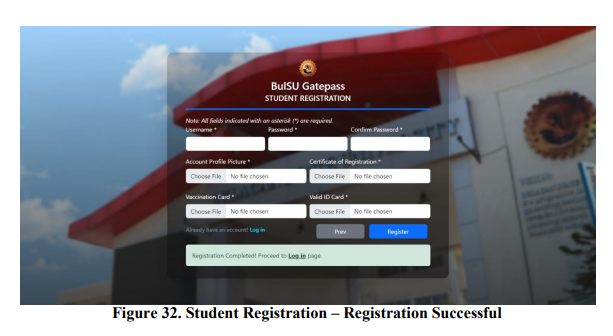 BulSU Gatepass
STUDENT REGISTRATION
Note: All fields indicated with an asterisk (*) are required.
Username * Password * Confirm Password *
Account Profile Picture * Certificate of Registration *
Choose File No file chosen Choose File No file chosen
Vaccination Card * Valid ID Card *
Choose File No file chosen Choose File No file chosen
Already have an account? Log in Prev Register
Registration Completed! Proceed to Log in page.
Figure 32. Student Registration – Registration Successful